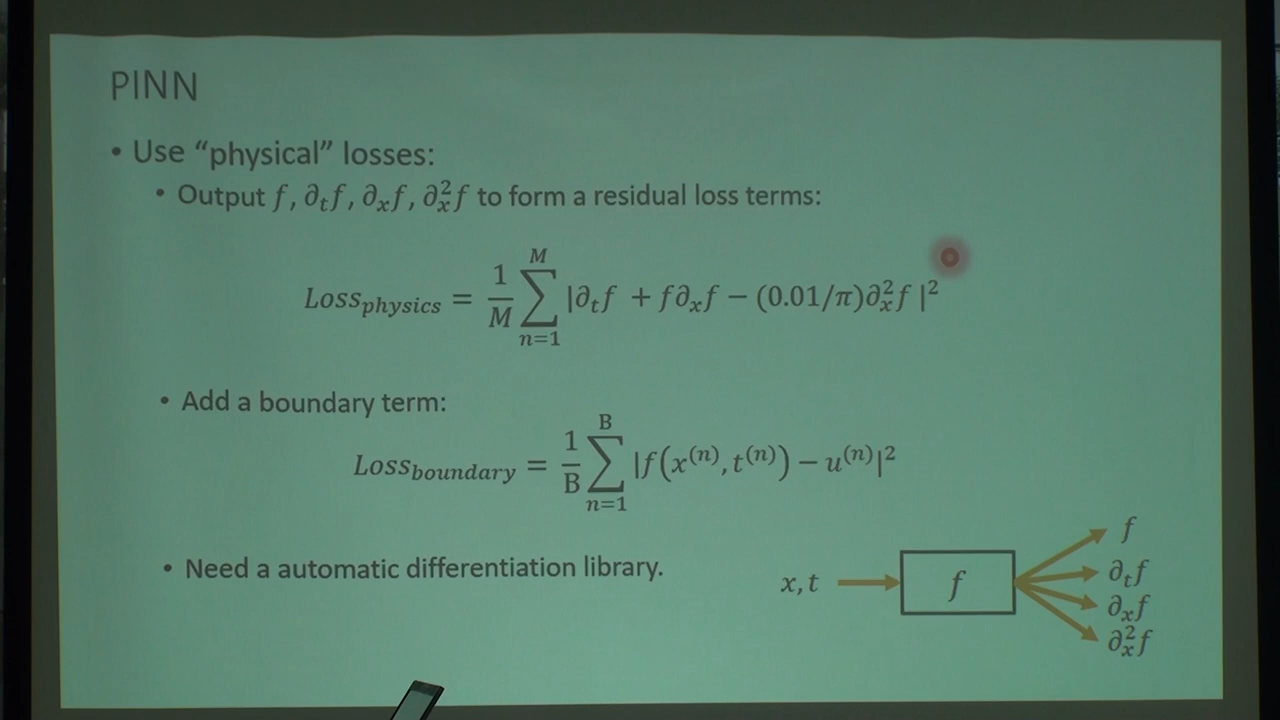 PINN
• Use “physical” losses:
• Output f, ∂ₜf, ∂ₓf, ∂ₓ²f to form a residual loss terms:
Loss_physics = 1/M ∑_{n=1}^{M} |∂ₜf + f∂ₓf − (0.01/π)∂ₓ²f |²
• Add a boundary term:
Loss_boundary = 1/B ∑_{n=1}^{B} |f(x⁽ⁿ⁾, t⁽ⁿ⁾) − u⁽ⁿ⁾|²
• Need a automatic differentiation library.
x, t
f
f
∂ₜf
∂ₓf
∂ₓ²f